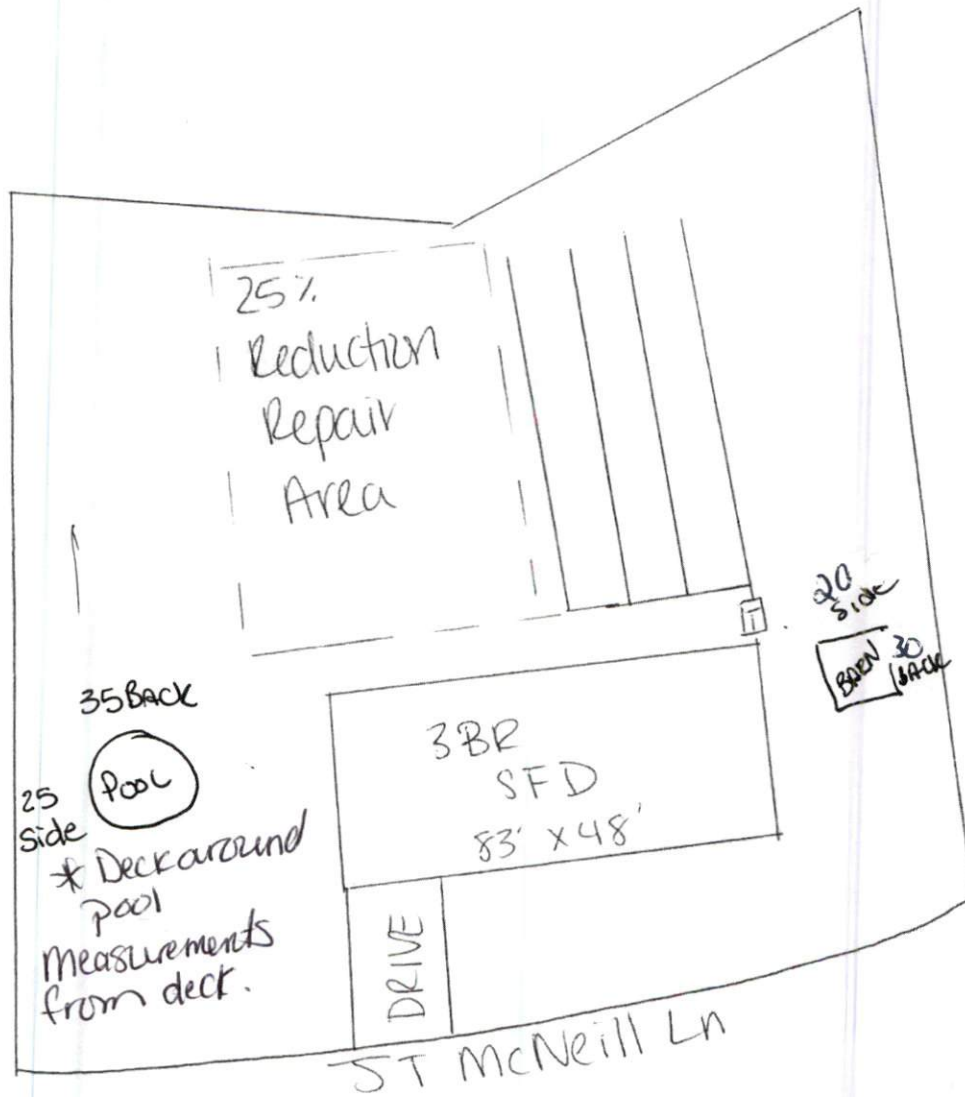 25%
Reduction
Repair
Area
20
side
BARN
30
BACK
35 BACK
Pool
25
side
* Deck around
pool
measurements
from deck.
3BR
SFD
83' x 48'
DRIVE
JT McNeill Ln